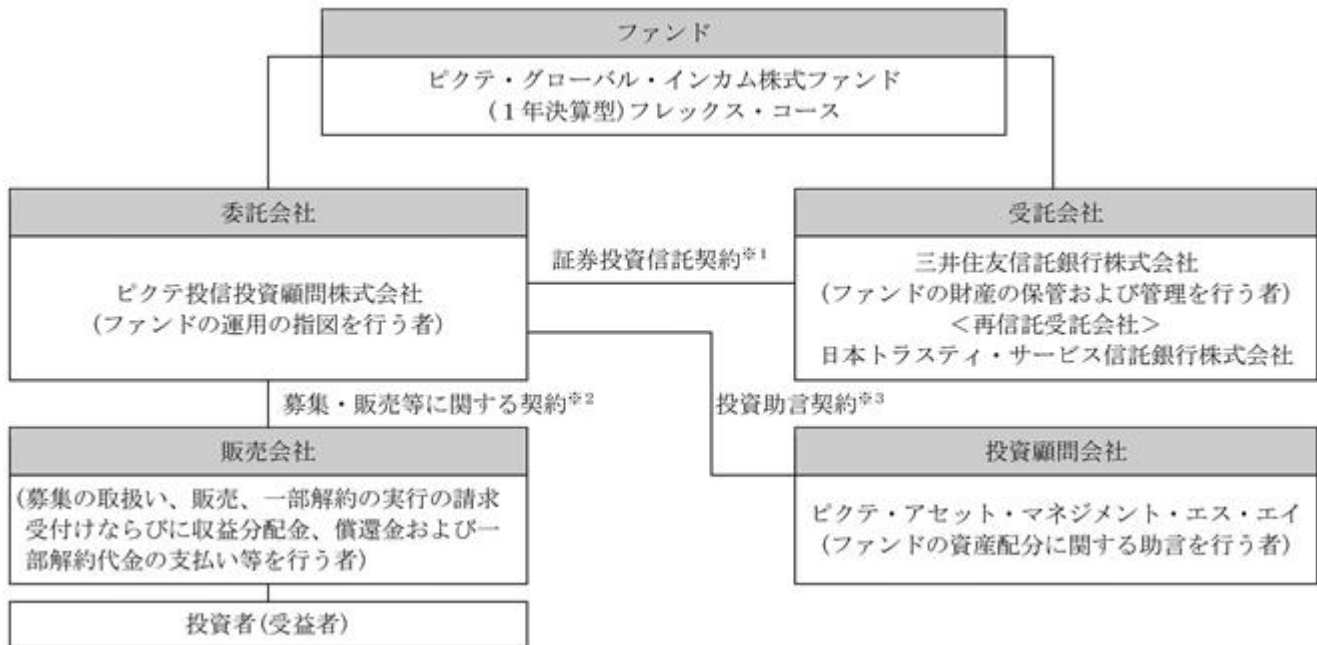 ファンド
ピクテ・グローバル・インカム株式ファンド
(1年決算型)フレックス・コース
委託会社
ピクテ投信投資顧問株式会社
(ファンドの運用の指図を行う者)
証券投資信託契約※1
受託会社
三井住友信託銀行株式会社
(ファンドの財産の保管および管理を行う者)
<再信託受託会社>
日本トラスティ・サービス信託銀行株式会社
募集・販売等に関する契約※2
投資助言契約※3
販売会社
(募集の取扱い、販売、一部解約の実行の請求
受付けならびに収益分配金、償還金および一
部解約代金の支払い等を行う者)
投資顧問会社
ピクテ・アセット・マネジメント・エス・エイ
(ファンドの資産配分に関する助言を行う者)
投資者(受益者)